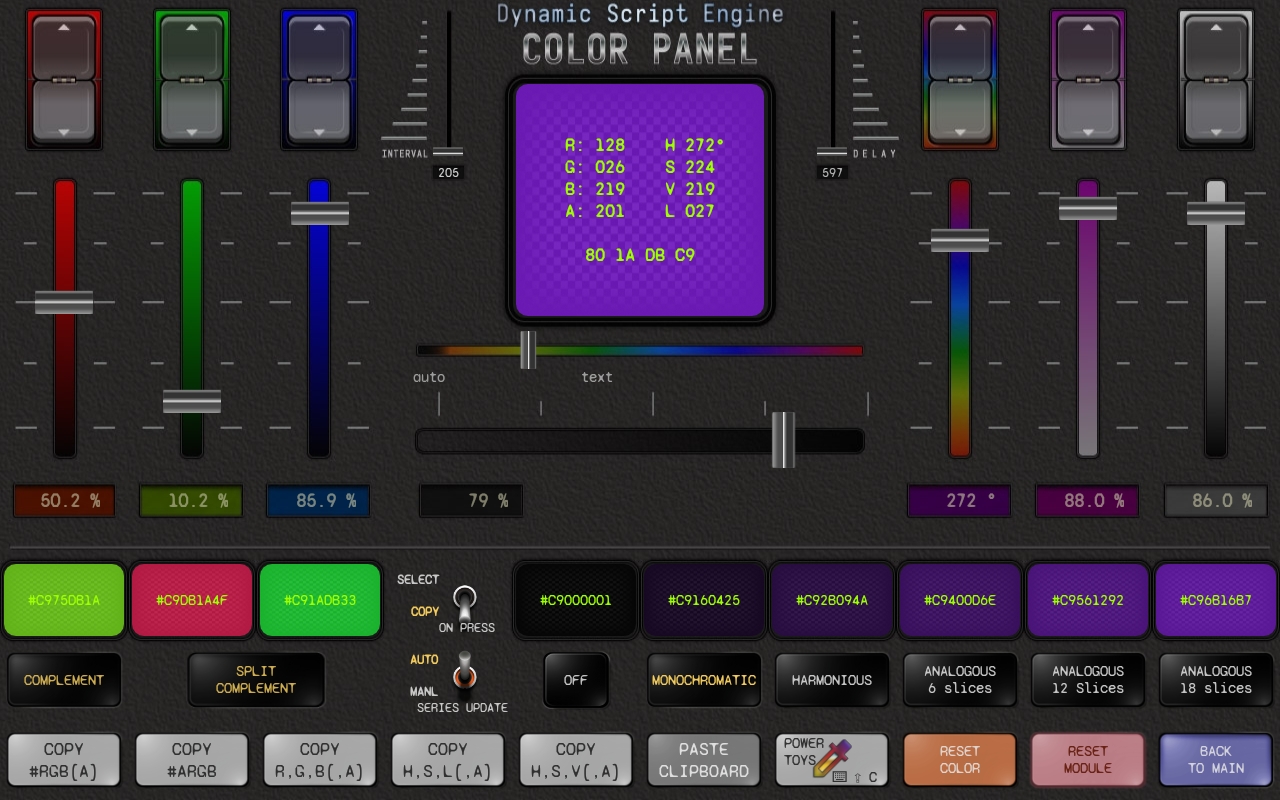 Dynamic Script Engine
COLOR PANEL
INTERVAL
205
DELAY
597
R: 128 H 272°
G: 026 S 224
B: 219 V 219
A: 201 L 027
80 1A DB C9
auto text
50.2 % 10.2 % 85.9 % 79 % 272 ° 88.0 % 86.0 %
#C975DB1A #C9DB1A4F #C91ADB33
SELECT
COPY
ON PRESS
#C9000001 #C9160425 #C92B094A #C9400D6E #C9561292 #C96B16B7
COMPLEMENT
SPLIT
COMPLEMENT
AUTO
MANL
SERIES UPDATE
OFF
MONOCHROMATIC
HARMONIOUS
ANALOGOUS
6 slices
ANALOGOUS
12 Slices
ANALOGOUS
18 slices
COPY
#RGB(A)
COPY
#ARGB
COPY
R,G,B(,A)
COPY
H,S,L(,A)
COPY
H,S,V(,A)
PASTE
CLIPBOARD
POWER
TOYS
⌨ ⇧ C
RESET
COLOR
RESET
MODULE
BACK
TO MAIN